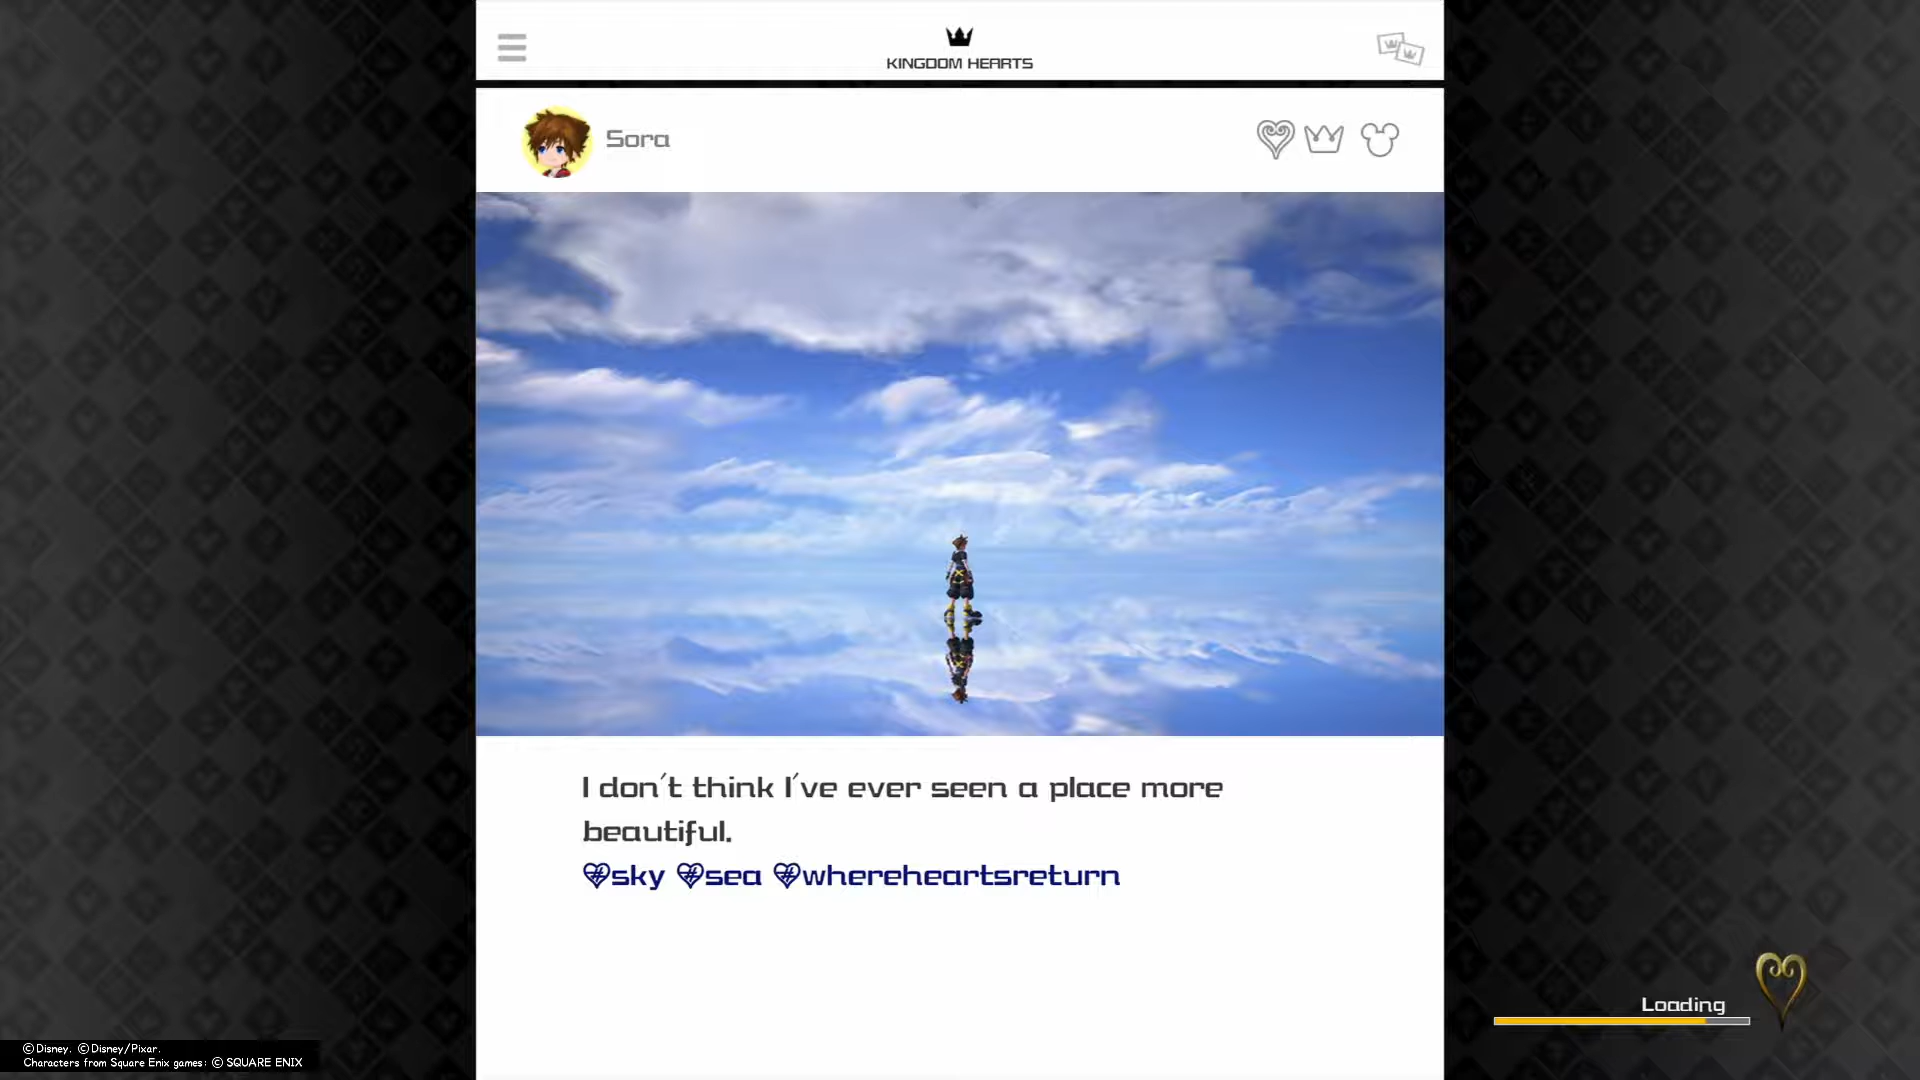 KINGDOM HEARTS
Sora
I don't think I've ever seen a place more
beautiful.
#sky #sea #whereheartsreturn
Loading
©Disney. ©Disney/Pixar.
Characters from Square Enix games: © SQUARE ENIX